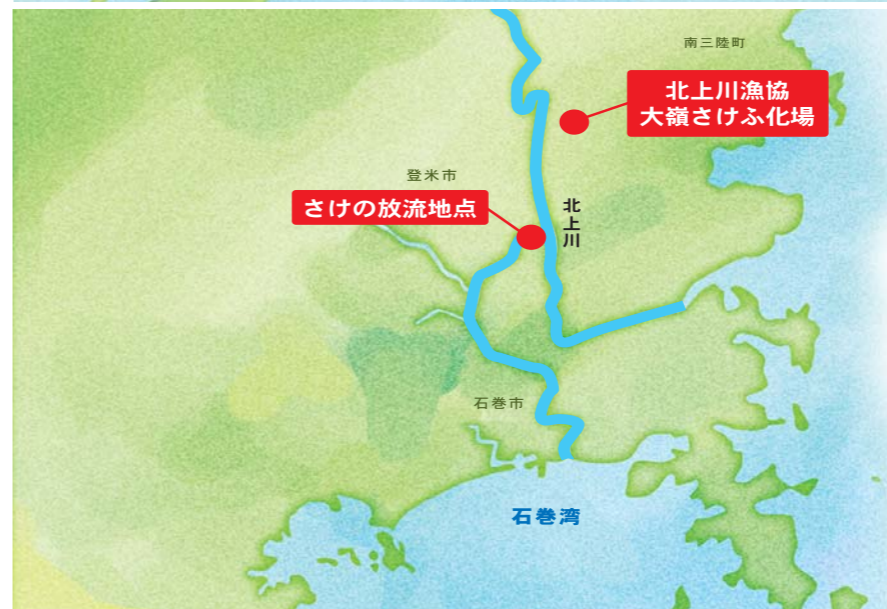 南三陸町
北上川漁協
大嶺さけふ化場
登米市
さけの放流地点
北上川
石巻市
石巻湾